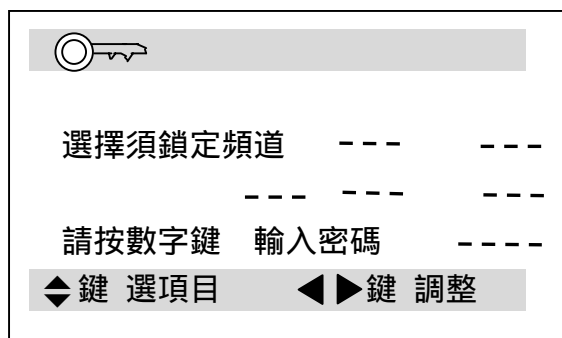 選擇須鎖定頻道 --- ---
--- --- ---
請按數字鍵 輸入密碼 ----
鍵 選項目 ◀▶鍵 調整